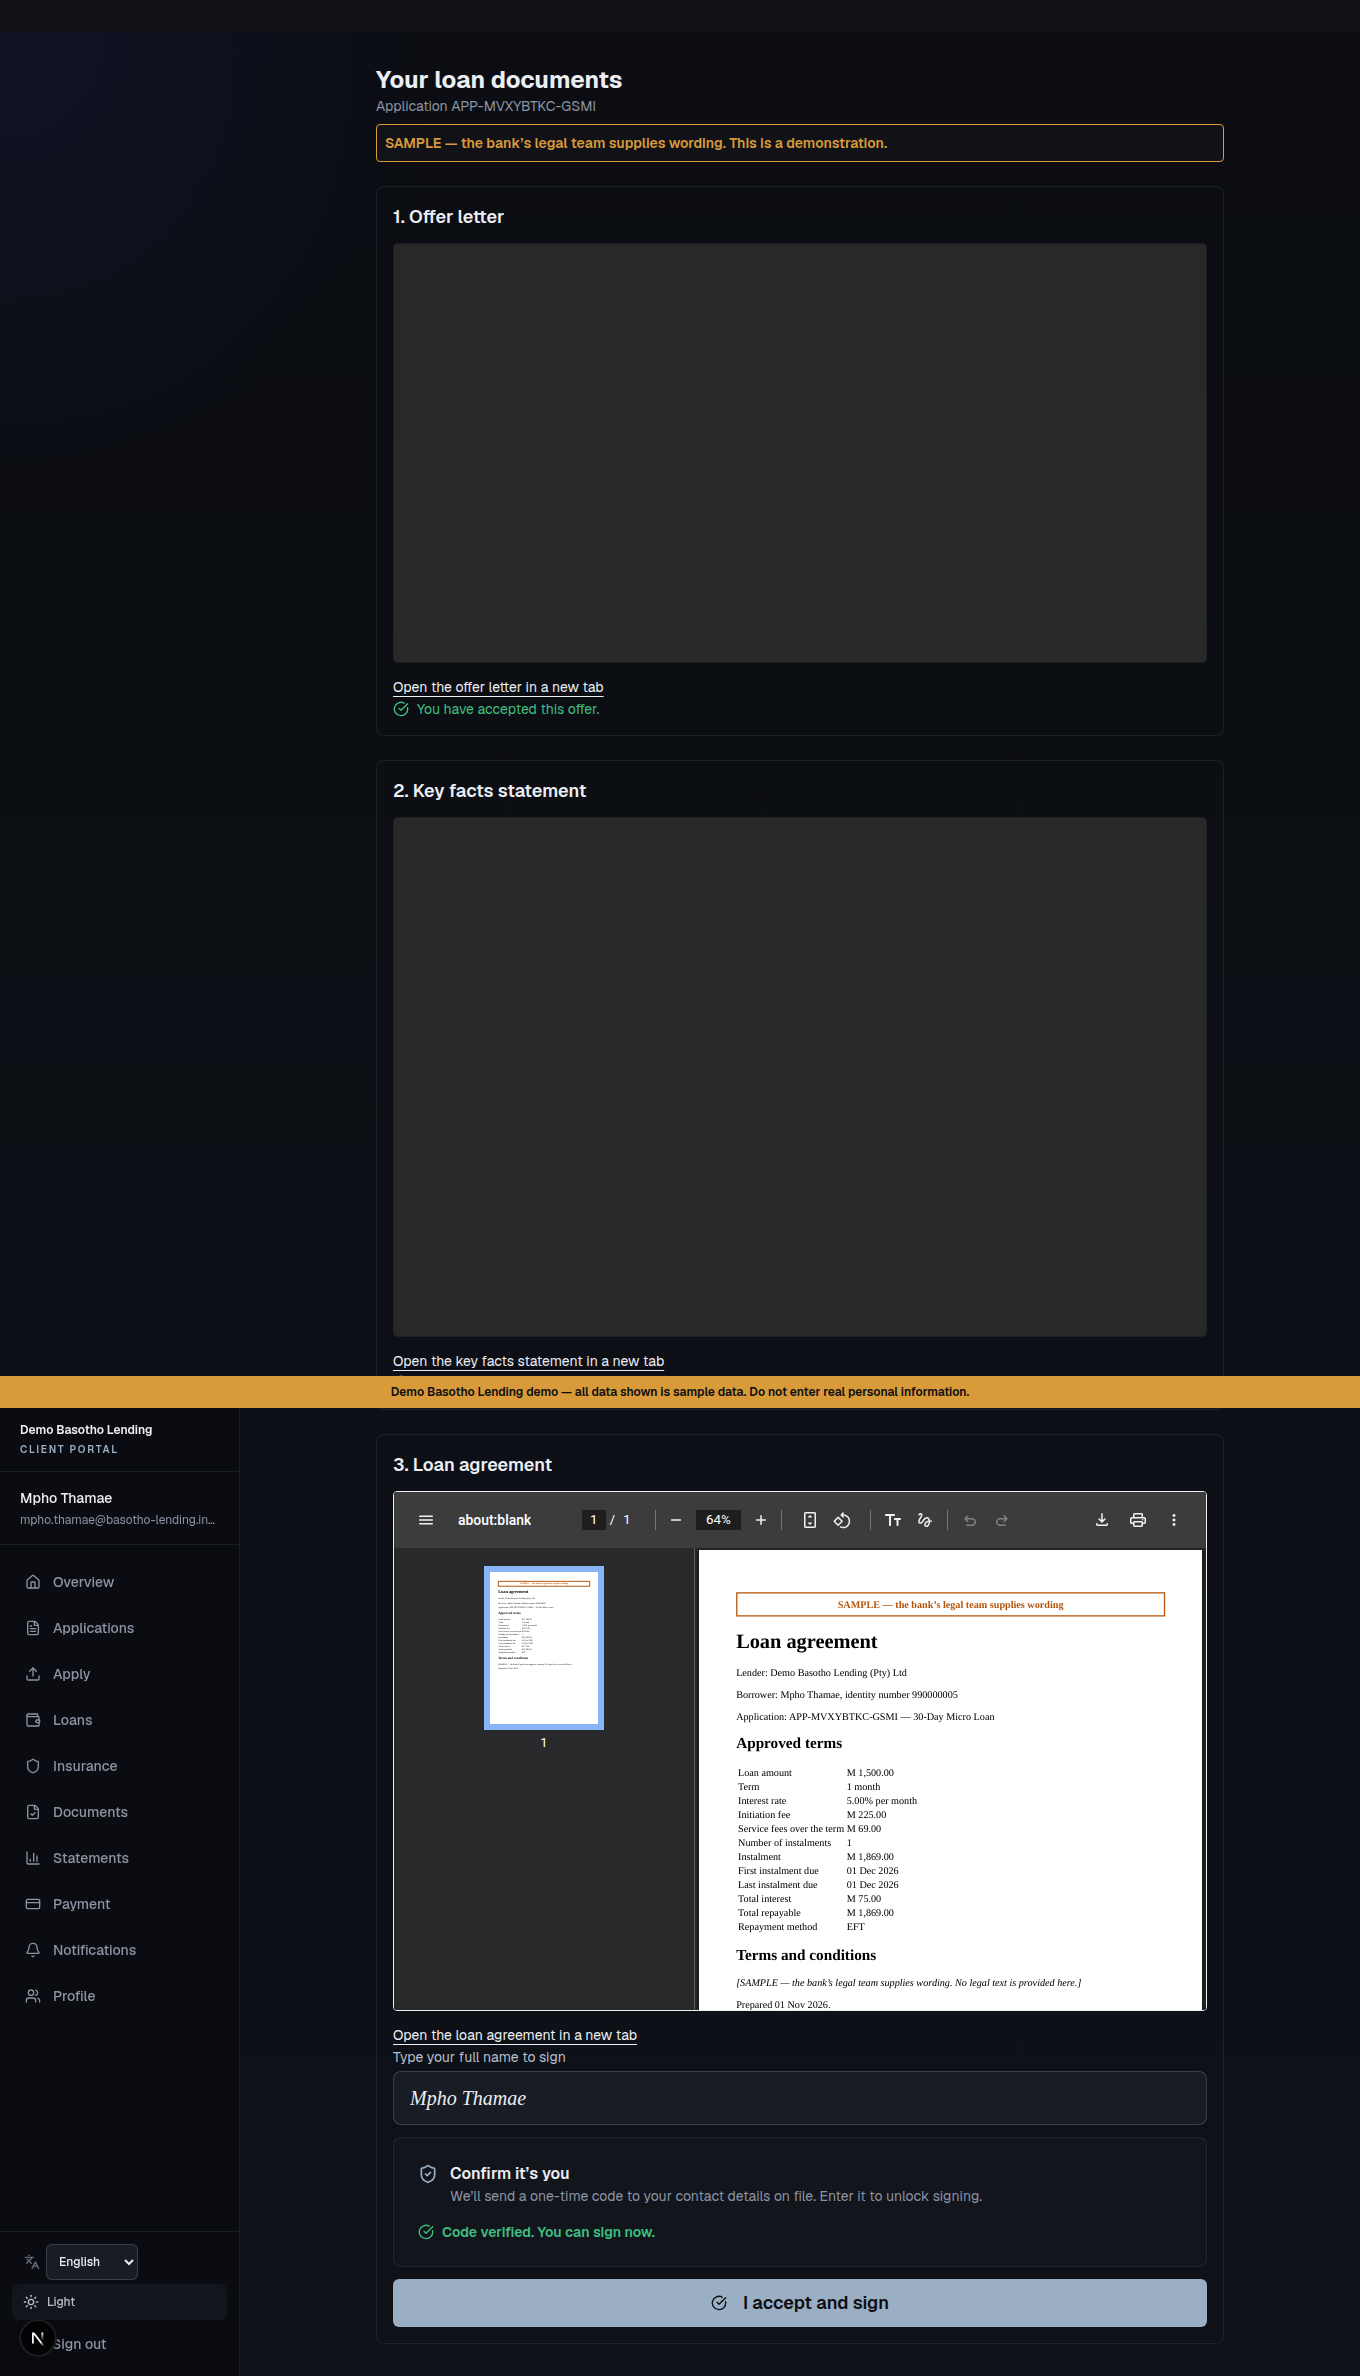 Your loan documents
Application APP-MVXYBTKC-GSMI
SAMPLE — the bank’s legal team supplies wording. This is a demonstration.
1. Offer letter
Open the offer letter in a new tab
You have accepted this offer.
2. Key facts statement
Open the key facts statement in a new tab
Demo Basotho Lending demo — all data shown is sample data. Do not enter real personal information.
Demo Basotho Lending
CLIENT PORTAL
Mpho Thamae
mpho.thamae@basotho-lending.in...
Overview
Applications
Apply
Loans
Insurance
Documents
Statements
Payment
Notifications
Profile
English
Light
Sign out
3. Loan agreement
about:blank
1 / 1
64%
1
SAMPLE — the bank’s legal team supplies wording
Loan agreement
Lender: Demo Basotho Lending (Pty) Ltd
Borrower: Mpho Thamae, identity number 990000005
Application: APP-MVXYBTKC-GSMI — 30-Day Micro Loan
Approved terms
Loan amount M 1,500.00
Term 1 month
Interest rate 5.00% per month
Initiation fee M 225.00
Service fees over the term M 69.00
Number of instalments 1
Instalment M 1,869.00
First instalment due 01 Dec 2026
Last instalment due 01 Dec 2026
Total interest M 75.00
Total repayable M 1,869.00
Repayment method EFT
Terms and conditions
[SAMPLE — the bank’s legal team supplies wording. No legal text is provided here.]
Prepared 01 Nov 2026.
Open the loan agreement in a new tab
Type your full name to sign
Mpho Thamae
Confirm it’s you
We’ll send a one-time code to your contact details on file. Enter it to unlock signing.
Code verified. You can sign now.
I accept and sign